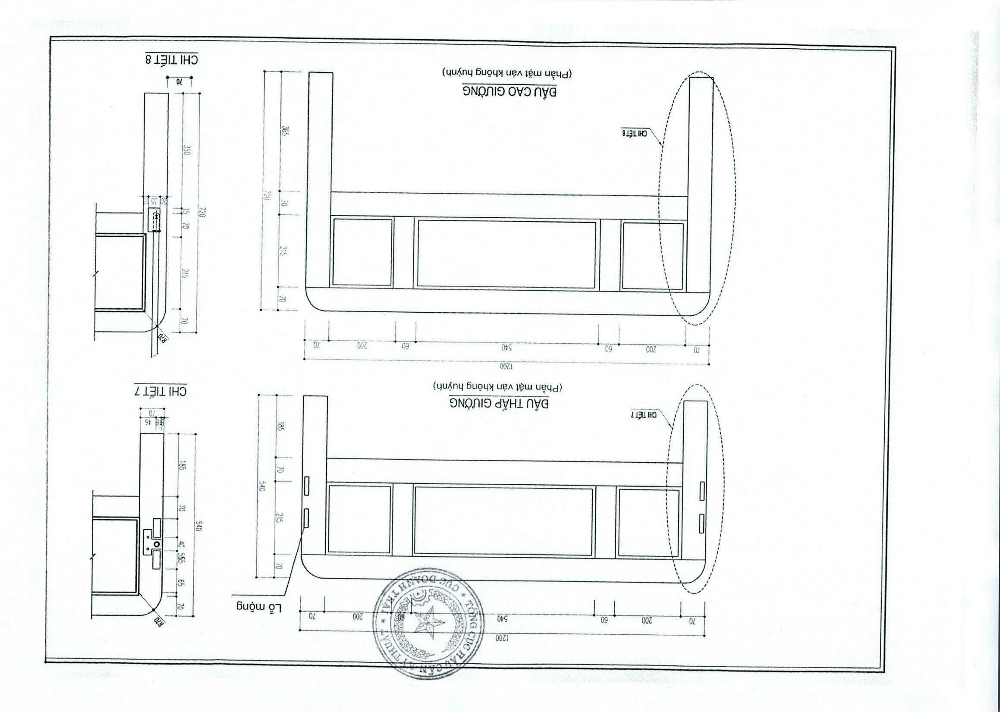 TỔNG CỤC HẬU CẦN-KỸ THUẬT
★ CỤC DOANH TRẠI ★
1200
70 200 60 540 60 200 70
Lỗ mộng
70
215
70
185
540
CHI TIẾT 7
ĐẦU THẤP GIƯỜNG
(Phần mặt ván không huỳnh)
R70
70
65
40
70
185
540
45
70
CHI TIẾT 7
1200
70 200 60 540 60 200 70
70
215
70
365
720
CHI TIẾT 8
ĐẦU CAO GIƯỜNG
(Phần mặt ván không huỳnh)
R70
70
215
70
15
350
720
20 35 15
70
CHI TIẾT 8